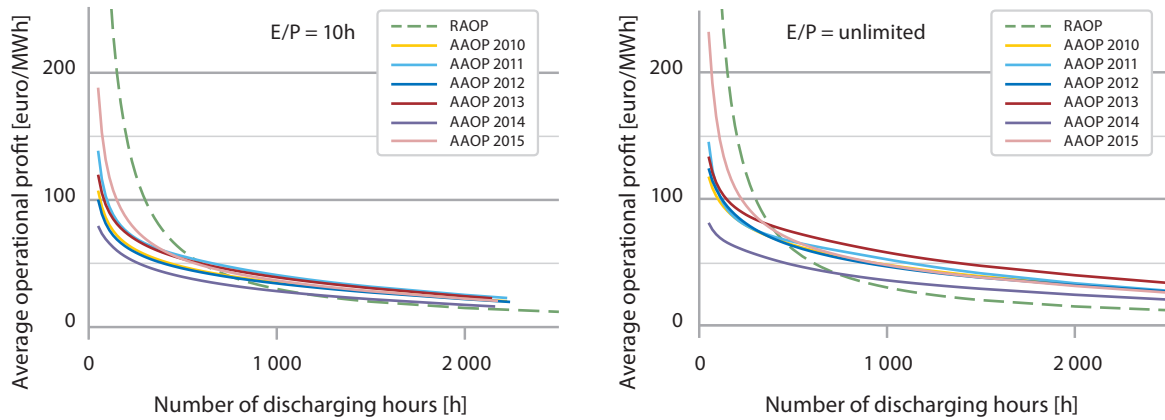 Average operational profit [euro/MWh]
200
100
0
E/P = 10h
RAOP
AAOP 2010
AAOP 2011
AAOP 2012
AAOP 2013
AAOP 2014
AAOP 2015
0
1 000
2 000
Number of discharging hours [h]
Average operational profit [euro/MWh]
200
100
0
E/P = unlimited
RAOP
AAOP 2010
AAOP 2011
AAOP 2012
AAOP 2013
AAOP 2014
AAOP 2015
0
1 000
2 000
Number of discharging hours [h]